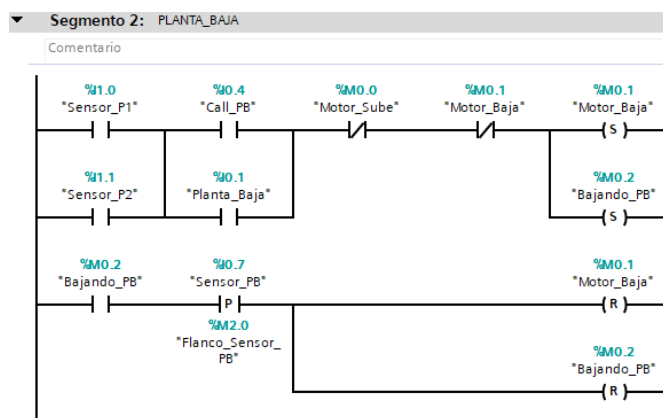 Segmento 2: PLANTA_BAJA
Comentario
%I1.0 %I0.4 %M0.0 %M0.1 %M0.1
"Sensor_P1" "Call_PB" "Motor_Sube" "Motor_Baja" "Motor_Baja"
S
%I1.1 %I0.1 %M0.2
"Sensor_P2" "Planta_Baja" "Bajando_PB"
S
%M0.2 %I0.7 %M0.1
"Bajando_PB" "Sensor_PB" "Motor_Baja"
P R
%M2.0
"Flanco_Sensor_
PB"
%M0.2
"Bajando_PB"
R